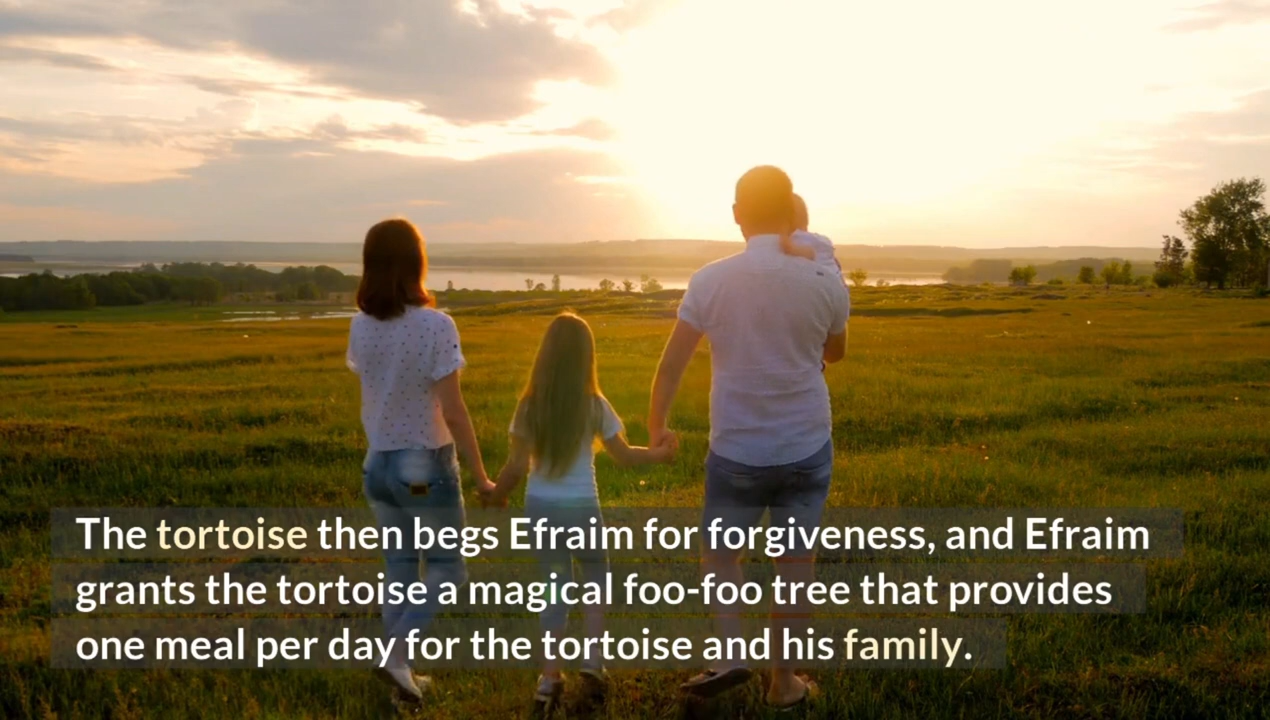 The tortoise then begs Efraim for forgiveness, and Efraim
grants the tortoise a magical foo-foo tree that provides
one meal per day for the tortoise and his family.